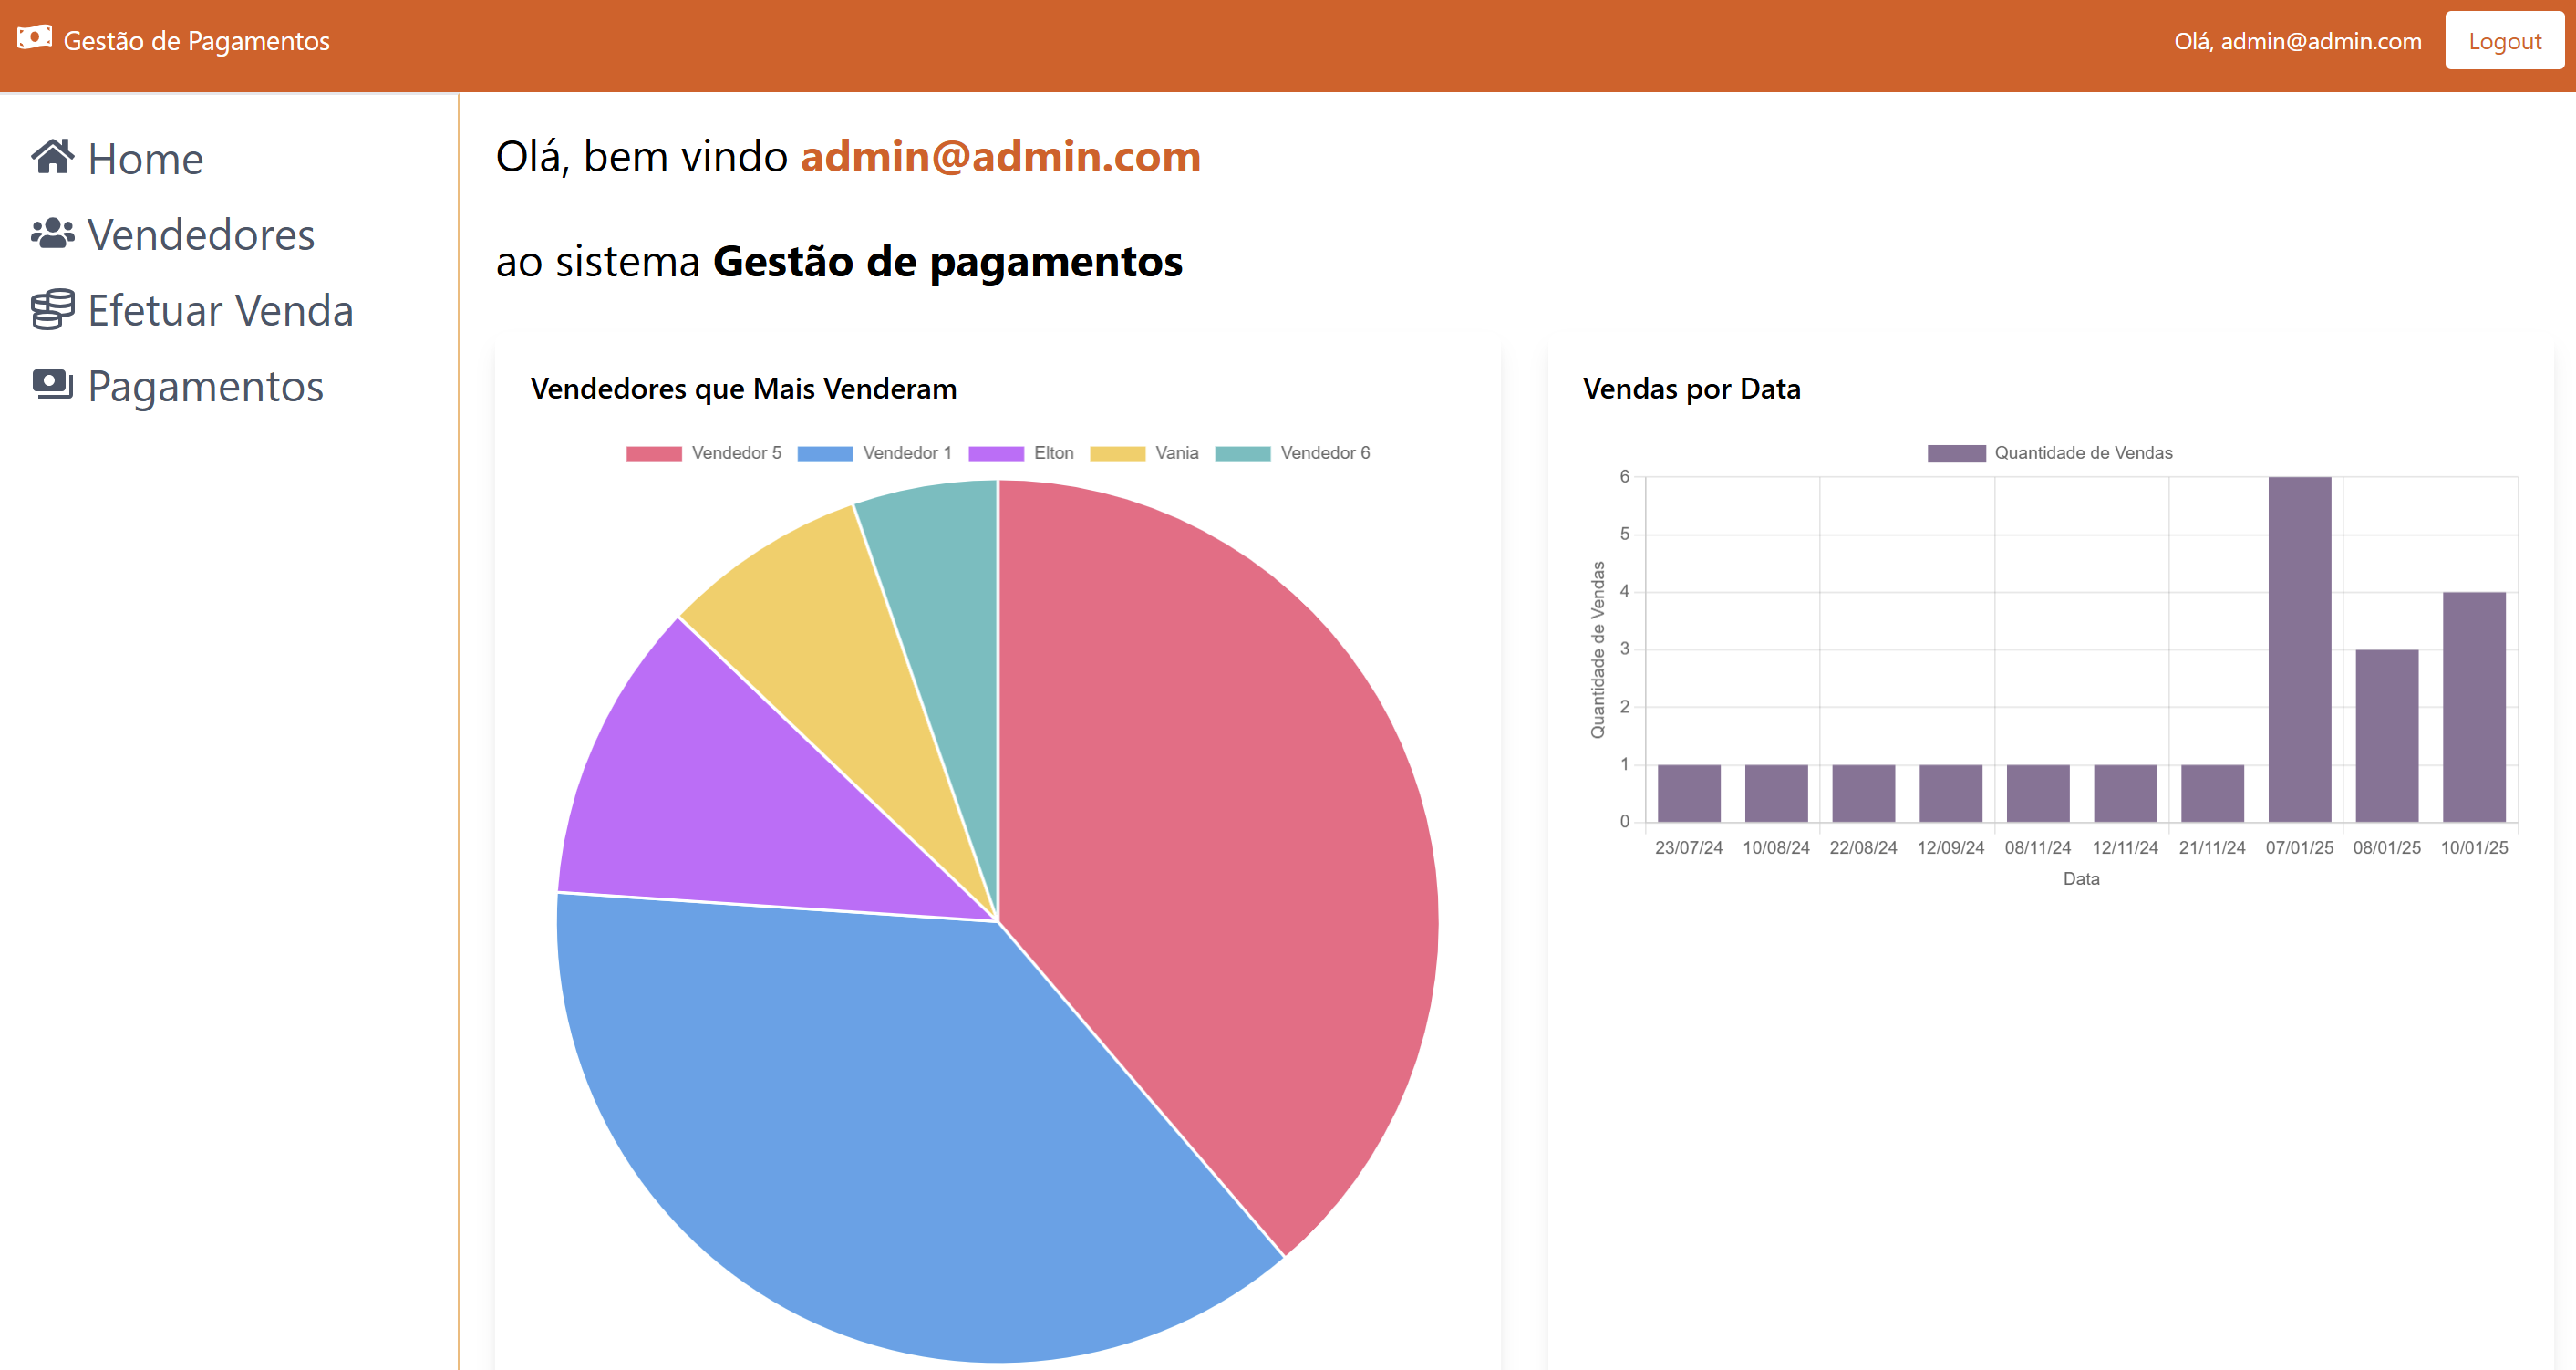 Gestão de Pagamentos
Olá, admin@admin.com
Logout
Home
Vendedores
Efetuar Venda
Pagamentos
Olá, bem vindo admin@admin.com
ao sistema Gestão de pagamentos
Vendedores que Mais Venderam
Vendedor 5 Vendedor 1 Elton Vania Vendedor 6
Vendas por Data
Quantidade de Vendas
Quantidade de Vendas
6
5
4
3
2
1
0
23/07/24 10/08/24 22/08/24 12/09/24 08/11/24 12/11/24 21/11/24 07/01/25 08/01/25 10/01/25
Data